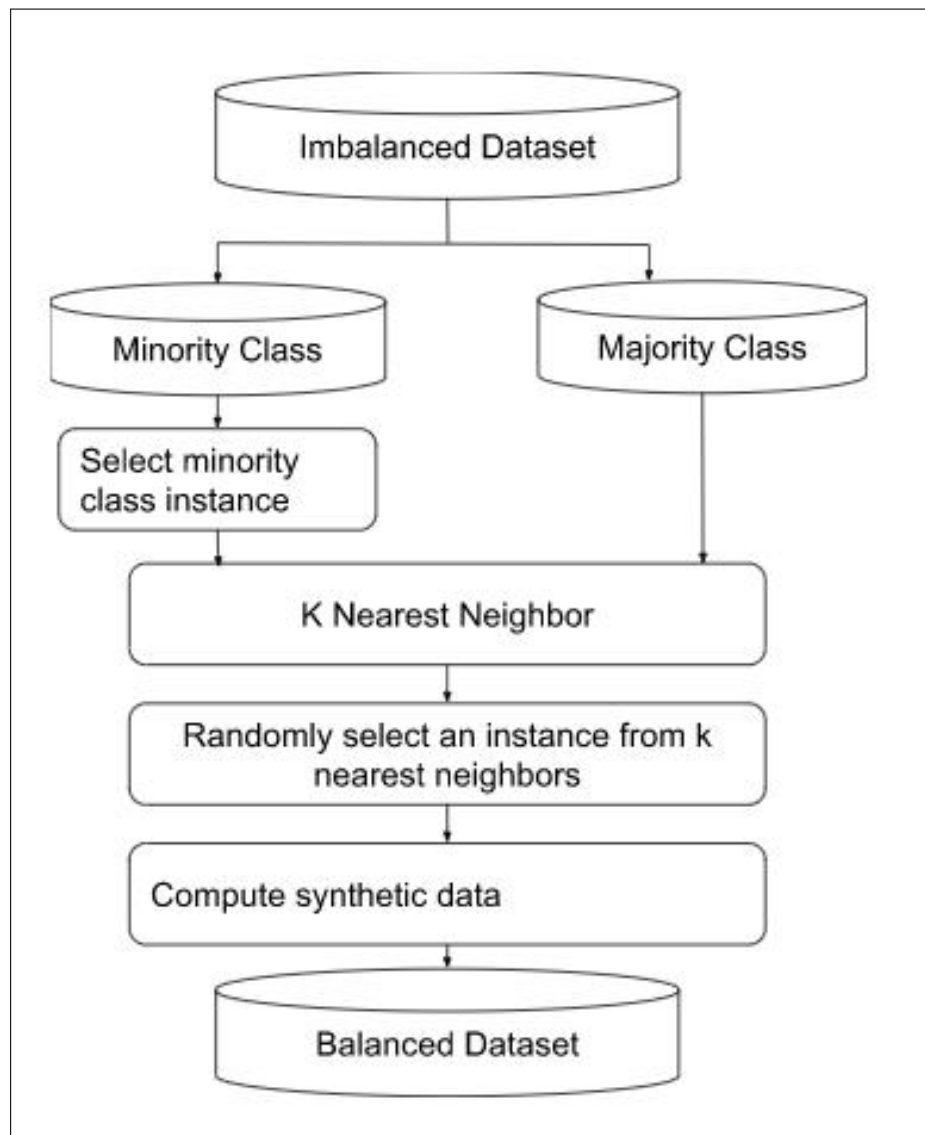 Imbalanced Dataset
Minority Class
Majority Class
Select minority
class instance
K Nearest Neighbor
Randomly select an instance from k
nearest neighbors
Compute synthetic data
Balanced Dataset